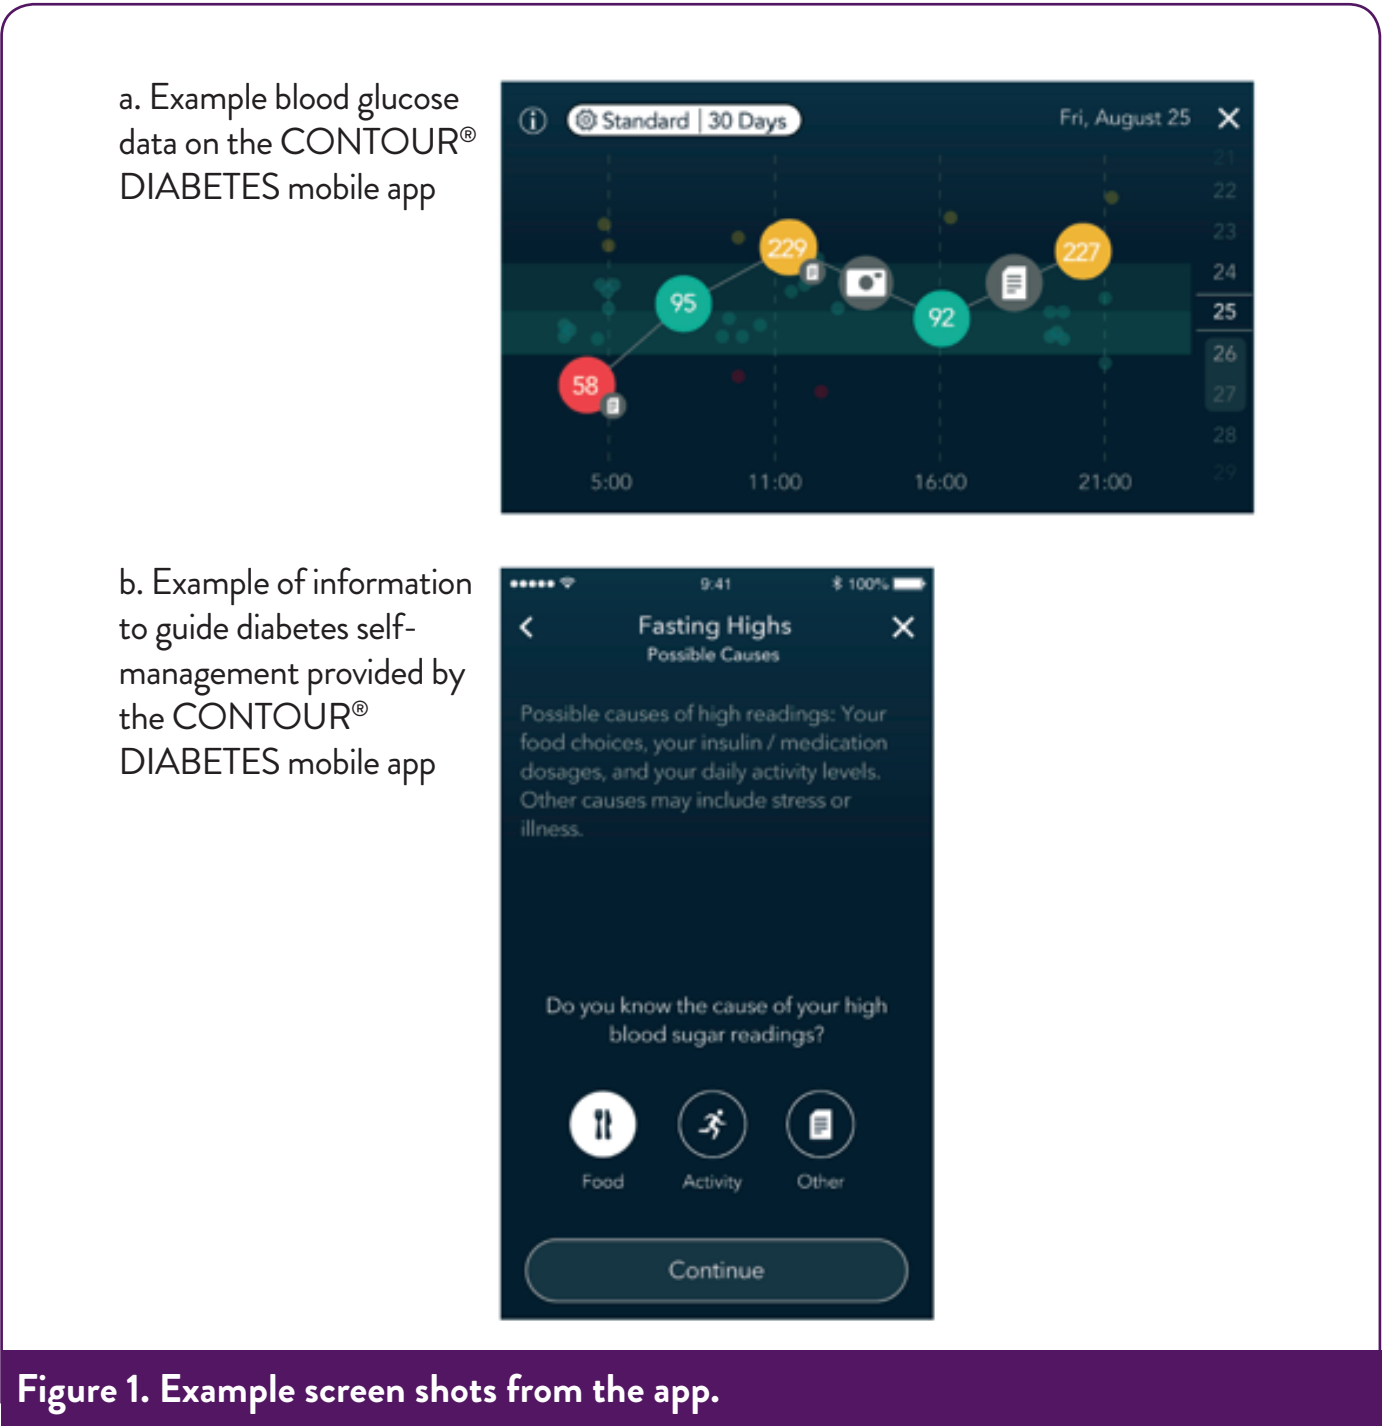 a. Example blood glucose
data on the CONTOUR®
DIABETES mobile app
Standard | 30 Days
Fri, August 25
21
22
23
24
25
26
27
28
29
229
227
95
92
58
5:00
11:00
16:00
21:00
b. Example of information
to guide diabetes self-
management provided by
the CONTOUR®
DIABETES mobile app
9:41
100%
Fasting Highs
Possible Causes
Possible causes of high readings: Your
food choices, your insulin / medication
dosages, and your daily activity levels.
Other causes may include stress or
illness.
Do you know the cause of your high
blood sugar readings?
Food Activity Other
Continue
Figure 1. Example screen shots from the app.